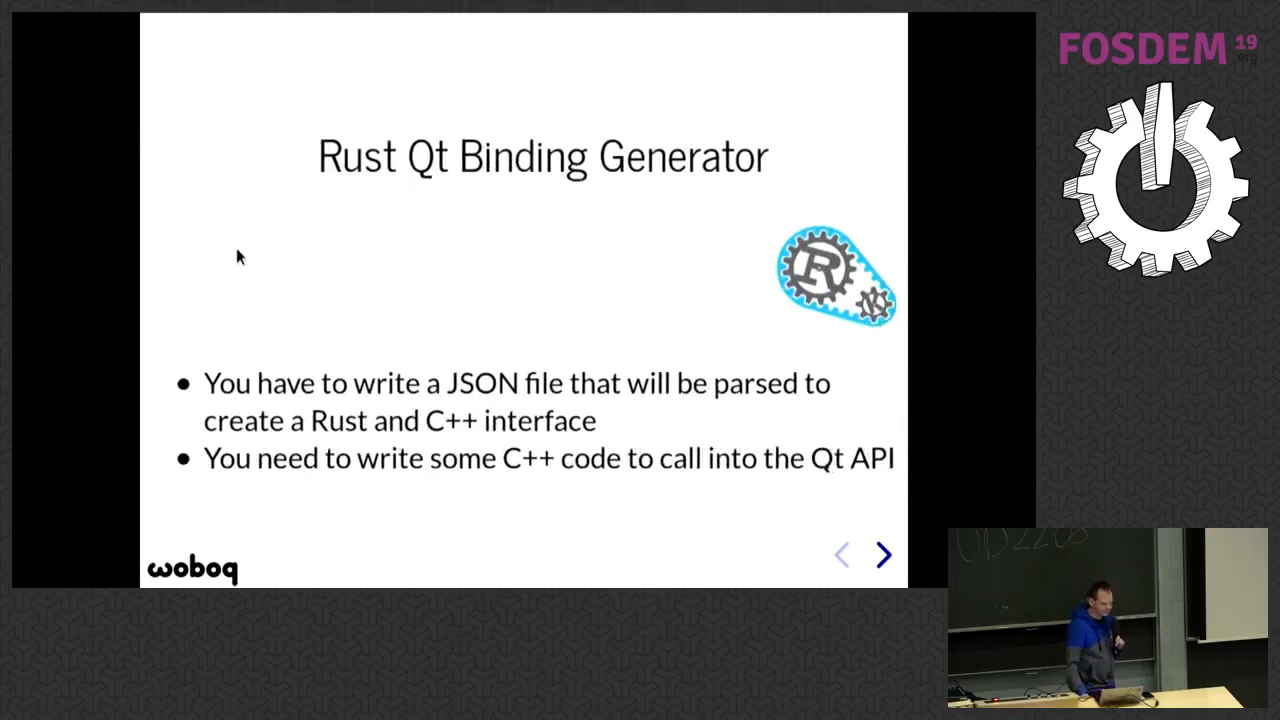 FOSDEM 19
.org
Rust Qt Binding Generator
R
K
• You have to write a JSON file that will be parsed to
create a Rust and C++ interface
• You need to write some C++ code to call into the Qt API
woboq